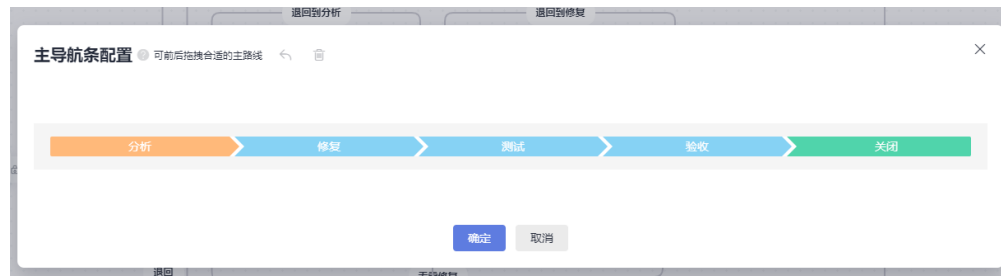 退回到分析 退回到修复
主导航条配置 可前后拖拽合适的主路线
分析 修复 测试 验收 关闭
确定 取消
退回